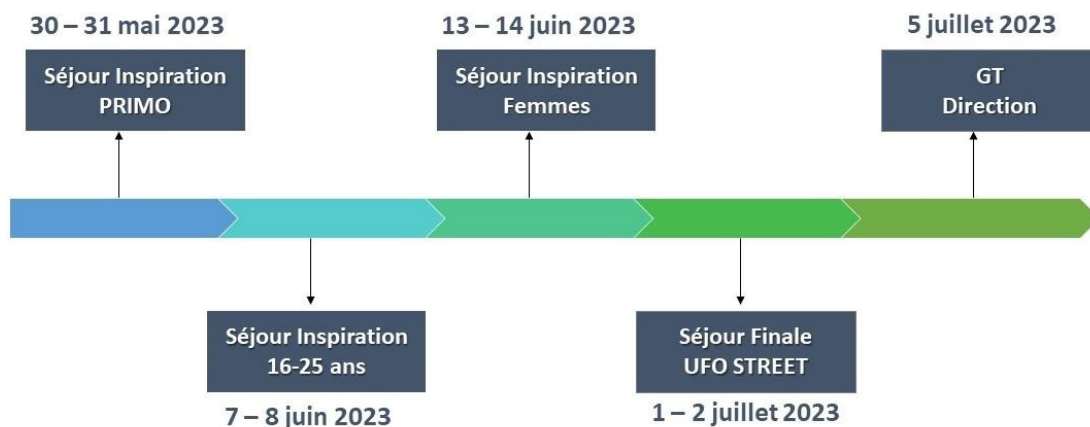 30 – 31 mai 2023
Séjour Inspiration
PRIMO
7 – 8 juin 2023
Séjour Inspiration
16-25 ans
13 – 14 juin 2023
Séjour Inspiration
Femmes
1 – 2 juillet 2023
Séjour Finale
UFO STREET
5 juillet 2023
GT
Direction